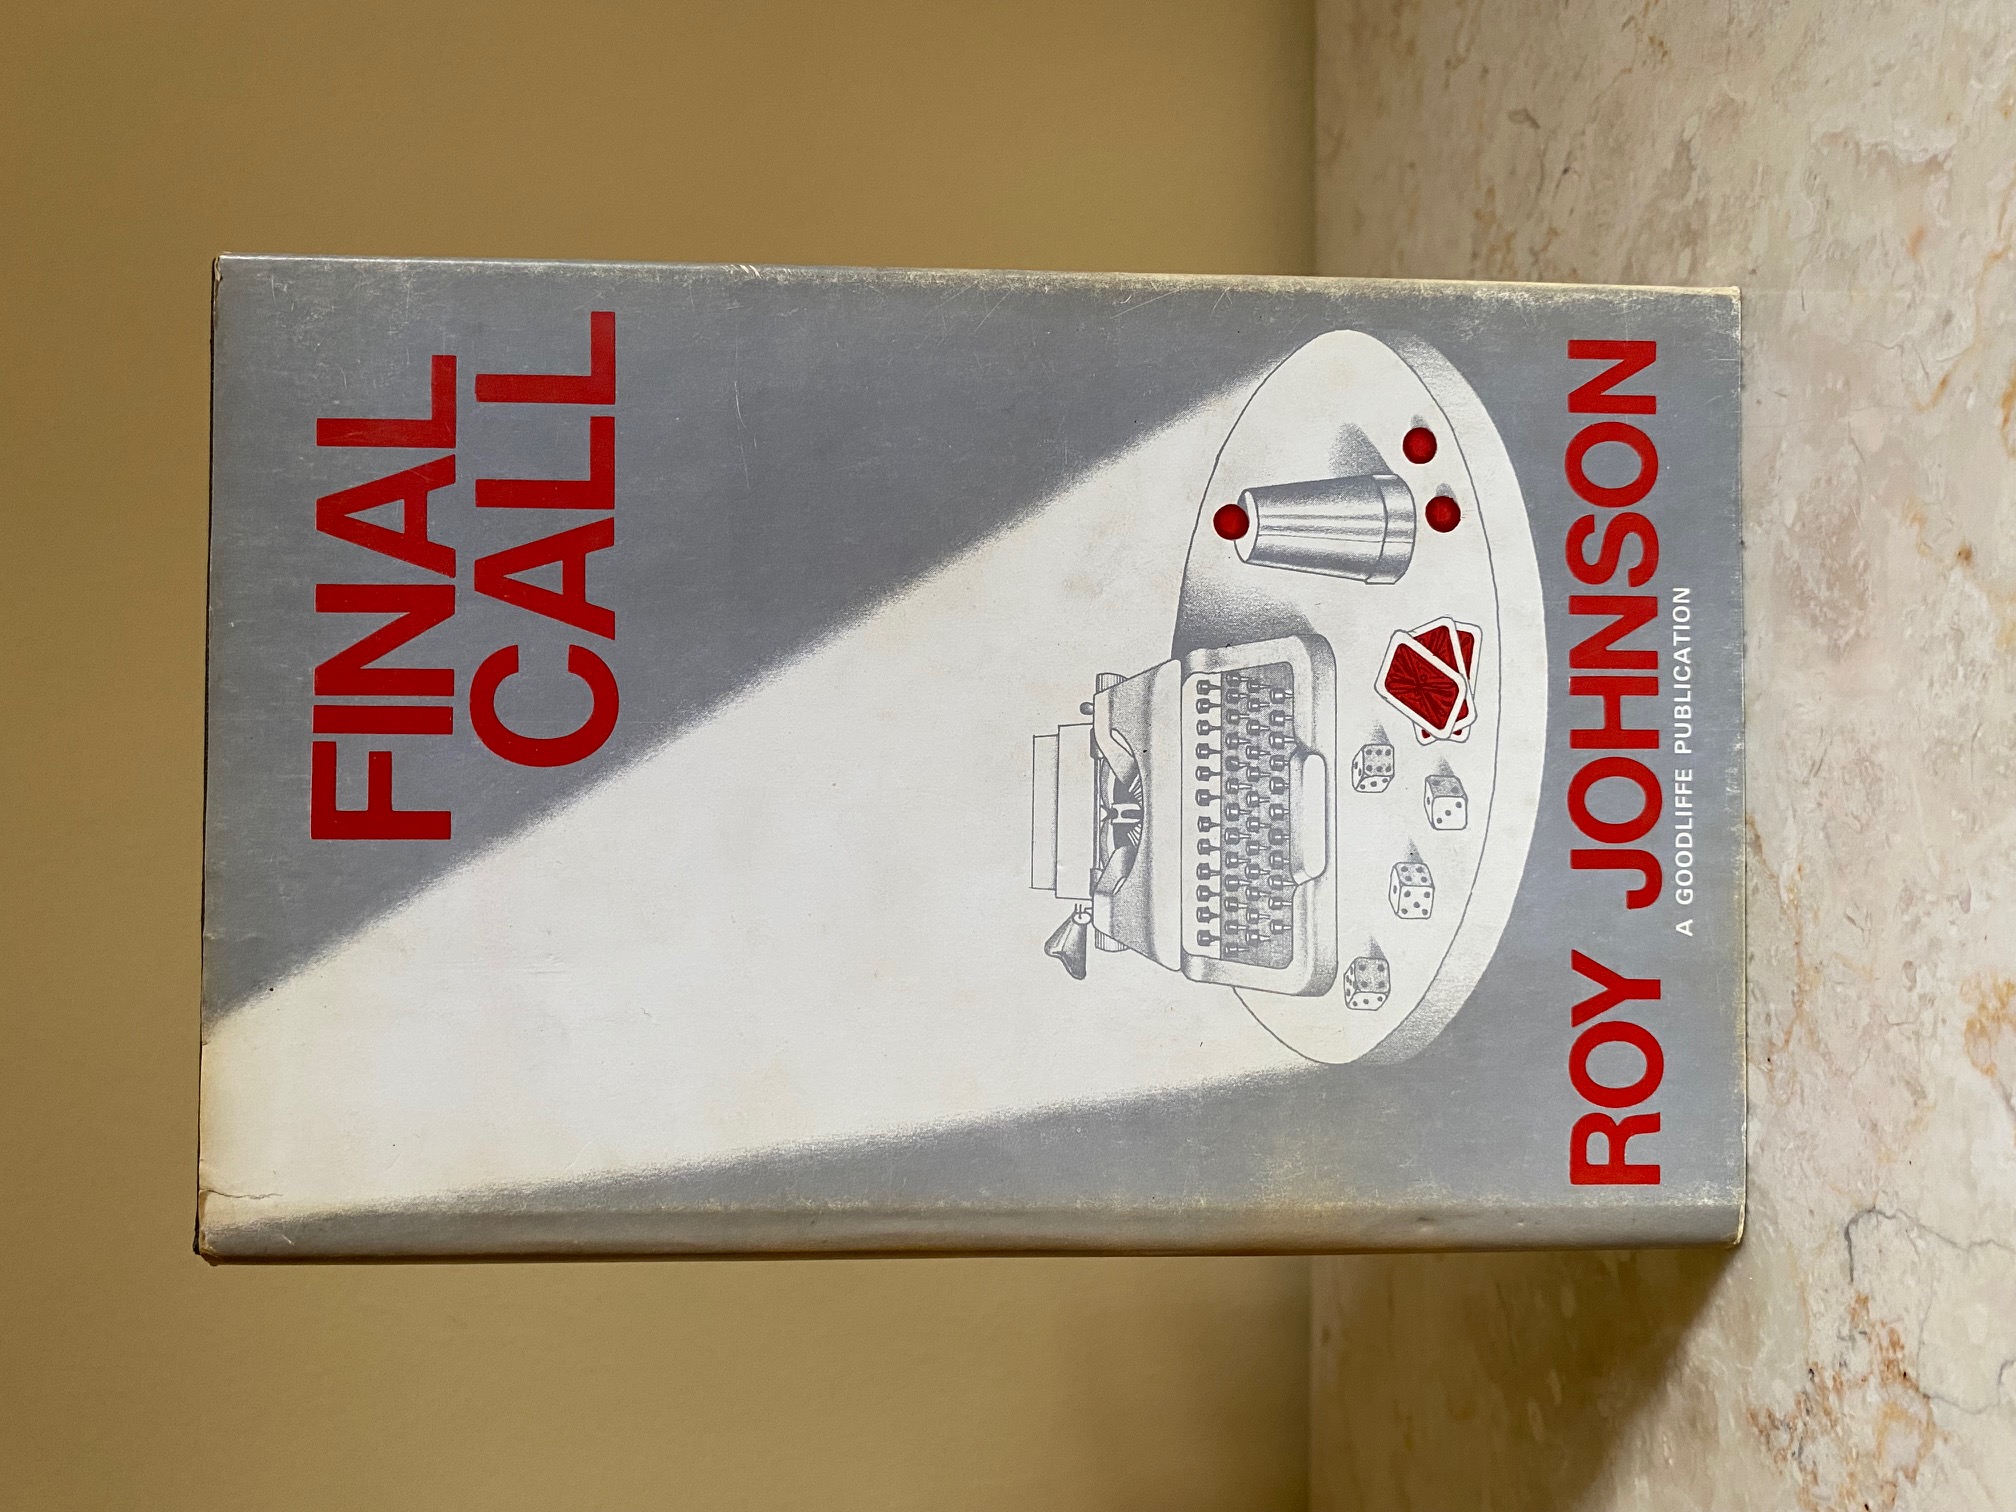 FINAL
CALL
ROY JOHNSON
A GOODLIFFE PUBLICATION